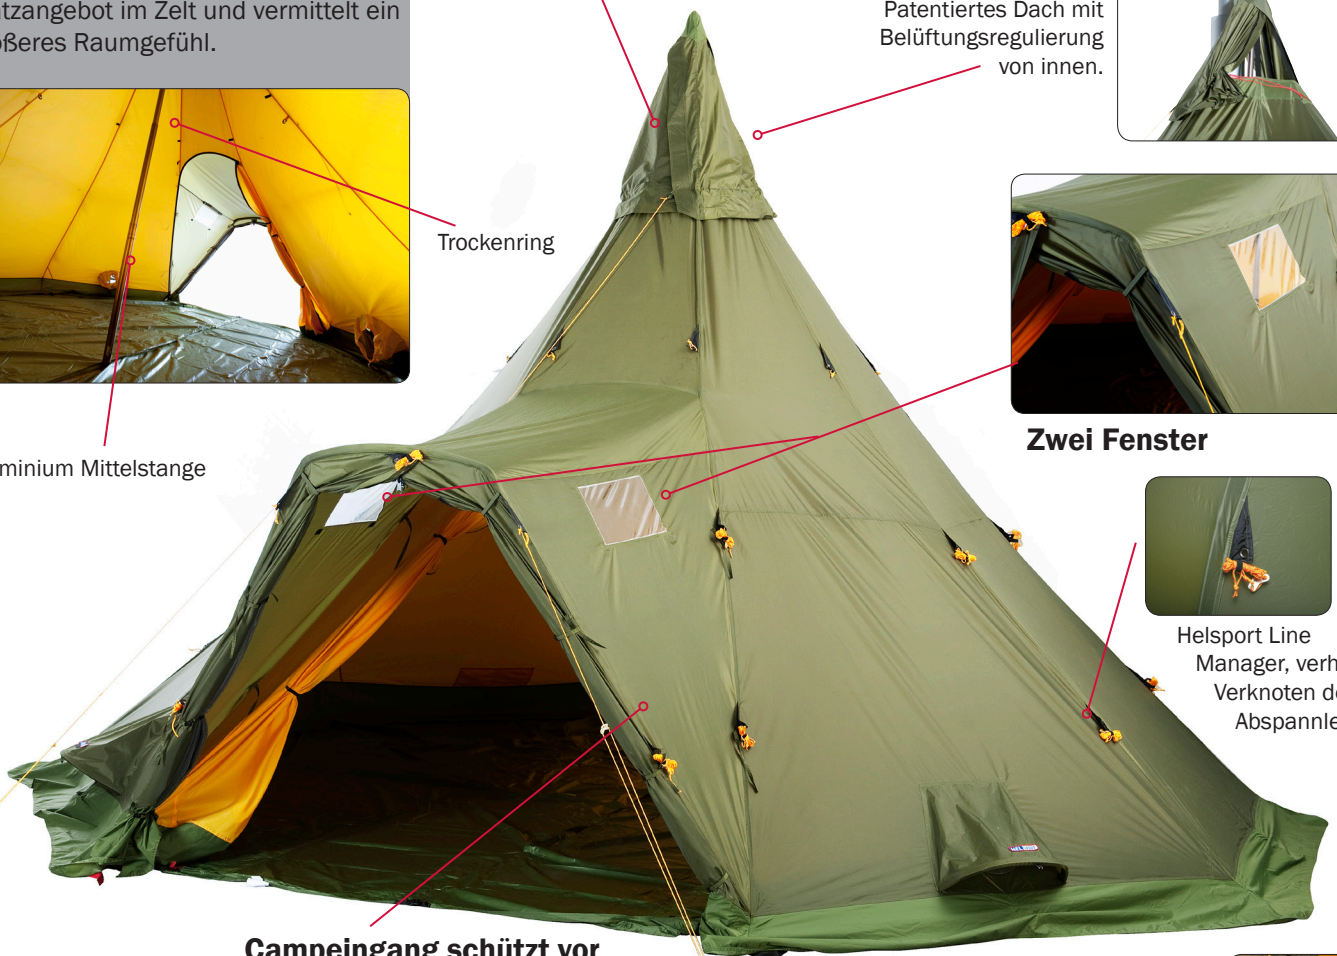 tzangebot im Zelt und vermittelt ein
ßeres Raumgefühl.
Patentiertes Dach mit
Belüftungsregulierung
von innen.
Trockenring
minium Mittelstange
Zwei Fenster
Helsport Line
Manager, verh
Verknoten de
Abspannle
Campeingang schützt vor